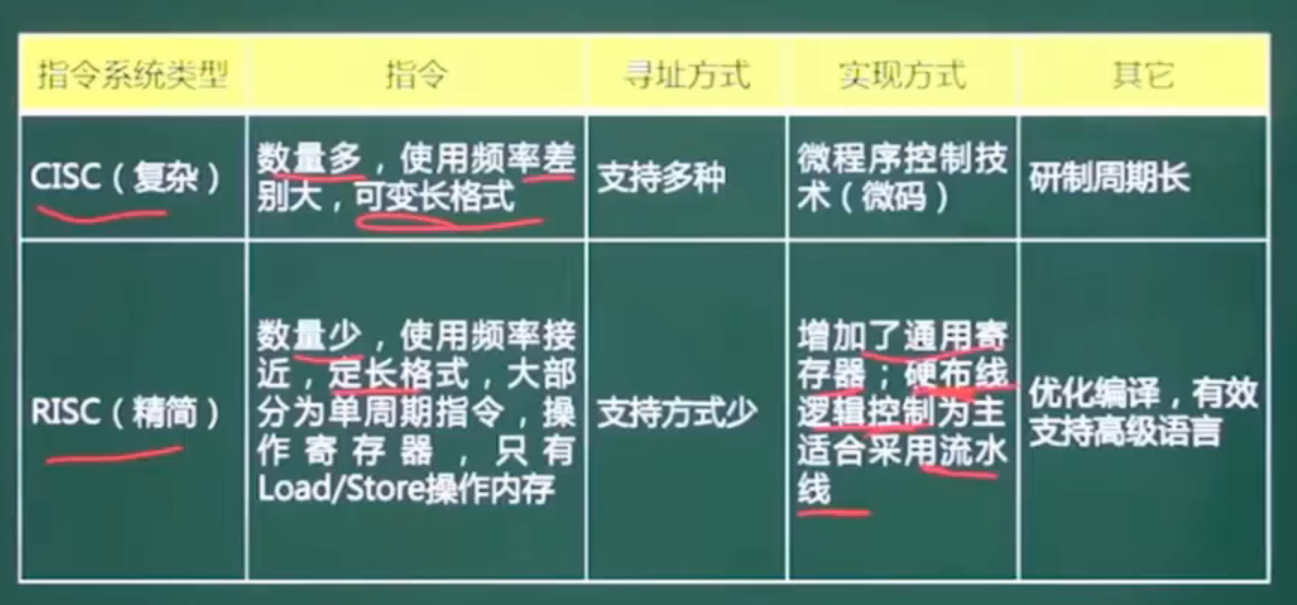 指令系统类型 指令 寻址方式 实现方式 其它
CISC（复杂）
数量多，使用频率差
别大，可变长格式
支持多种
微程序控制技
术（微码）
研制周期长
RISC（精简）
数量少，使用频率接
近，定长格式，大部
分为单周期指令，操
作寄存器，只有
Load/Store操作内存
支持方式少
增加了通用寄
存器；硬布线
逻辑控制为主
适合采用流水
线
优化编译，有效
支持高级语言